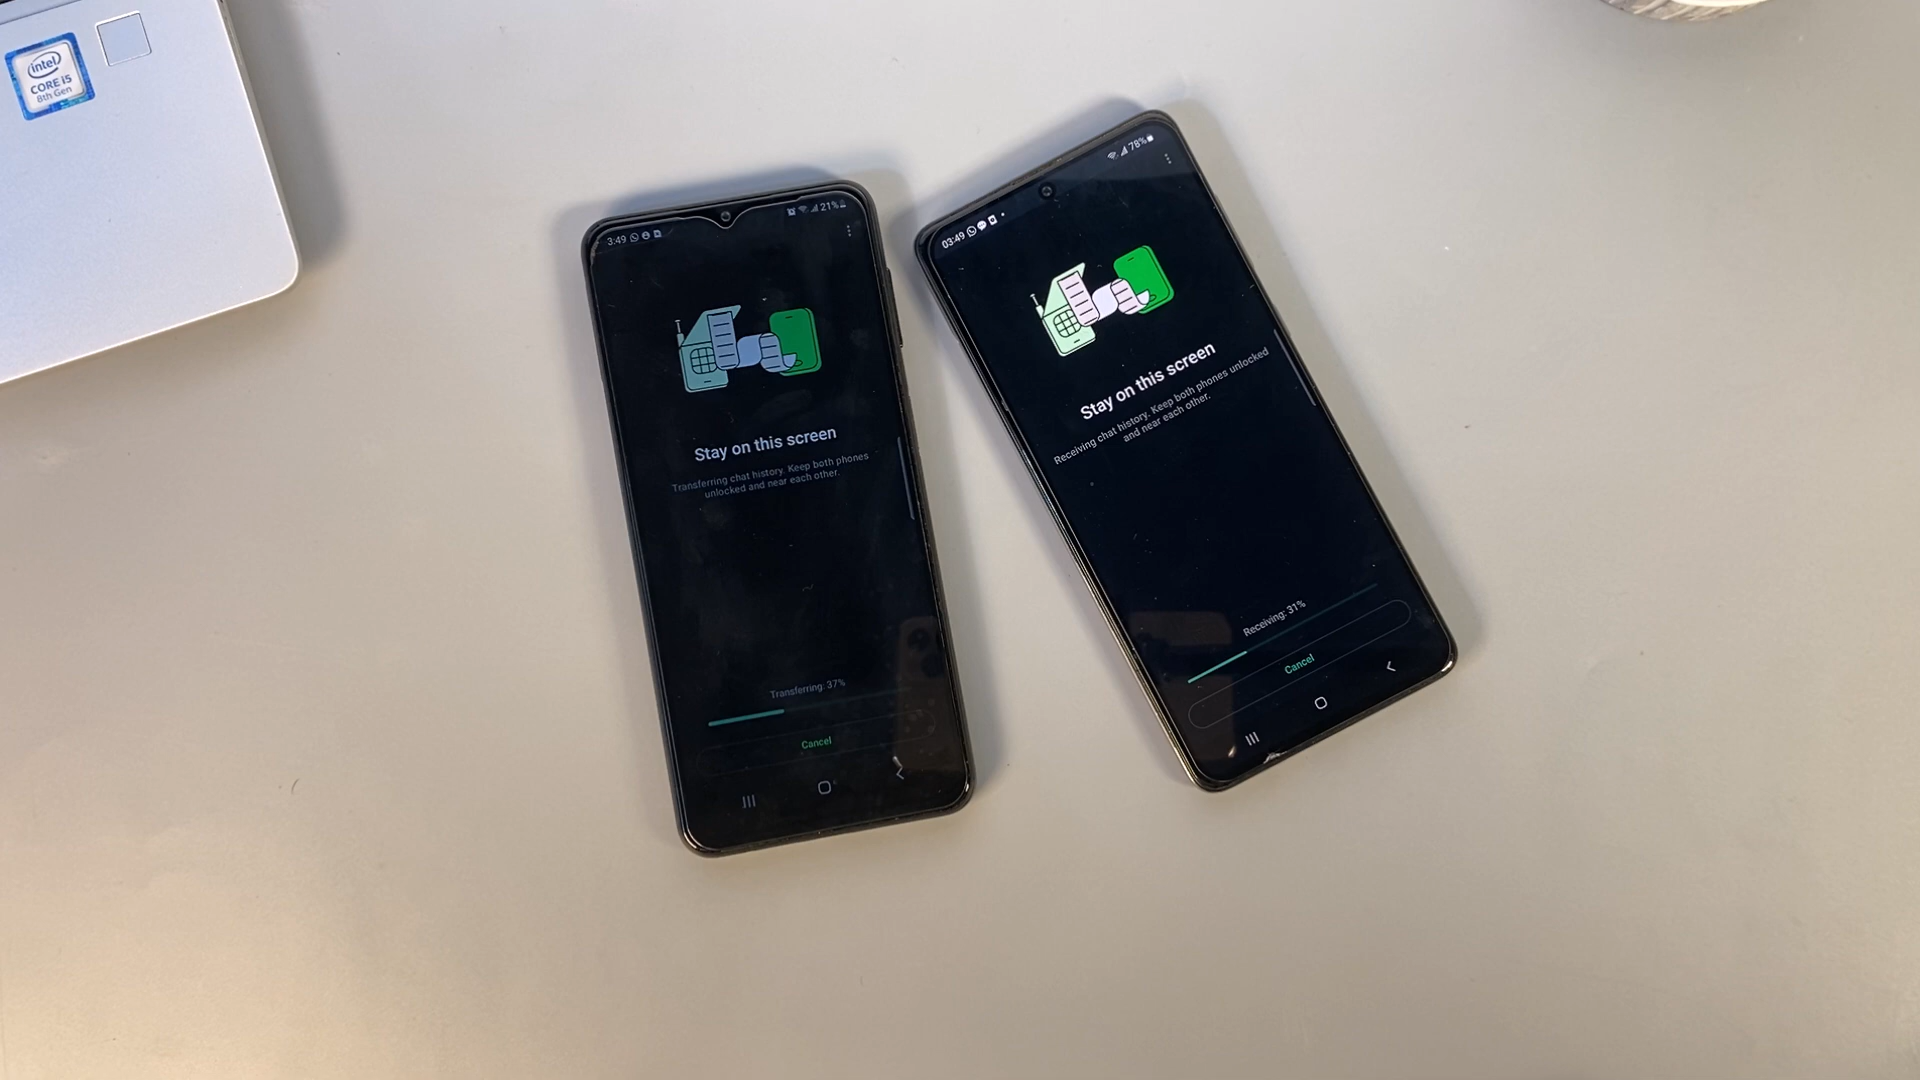 intel
CORE i5
8th Gen
3:49
21%
Stay on this screen
Transferring chat history. Keep both phones
unlocked and near each other.
Transferring: 37%
Cancel
03:49
78%
Stay on this screen
Receiving chat history. Keep both phones unlocked
and near each other.
Receiving: 31%
Cancel